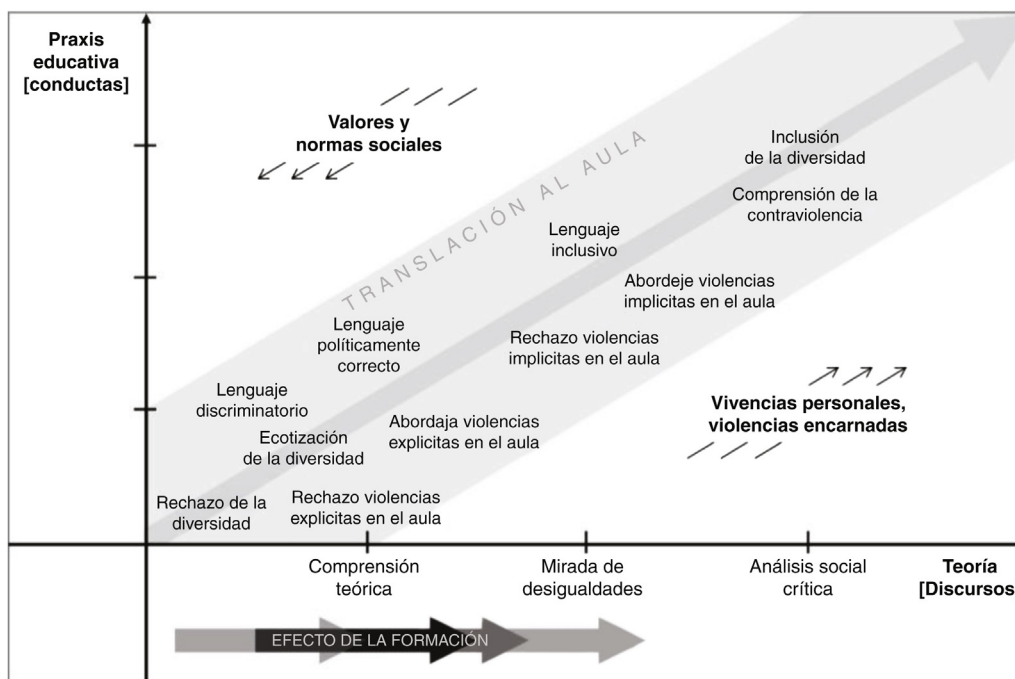 Praxis
educativa
[conductas]
Valores y
normas sociales
TRANSLACIÓN AL AULA
Inclusión
de la diversidad
Comprensión de la
contraviolencia
Lenguaje
inclusivo
Abordeje violencias
implicitas en el aula
Lenguaje
políticamente
correcto
Rechazo violencias
implicitas en el aula
Lenguaje
discriminatorio
Vivencias personales,
violencias encarnadas
Abordaja violencias
explicitas en el aula
Ecotización
de la diversidad
Rechazo de la
diversidad
Rechazo violencias
explicitas en el aula
Comprensión
teórica
Mirada de
desigualdades
Análisis social
crítica
Teoría
[Discursos
EFECTO DE LA FORMACIÓN